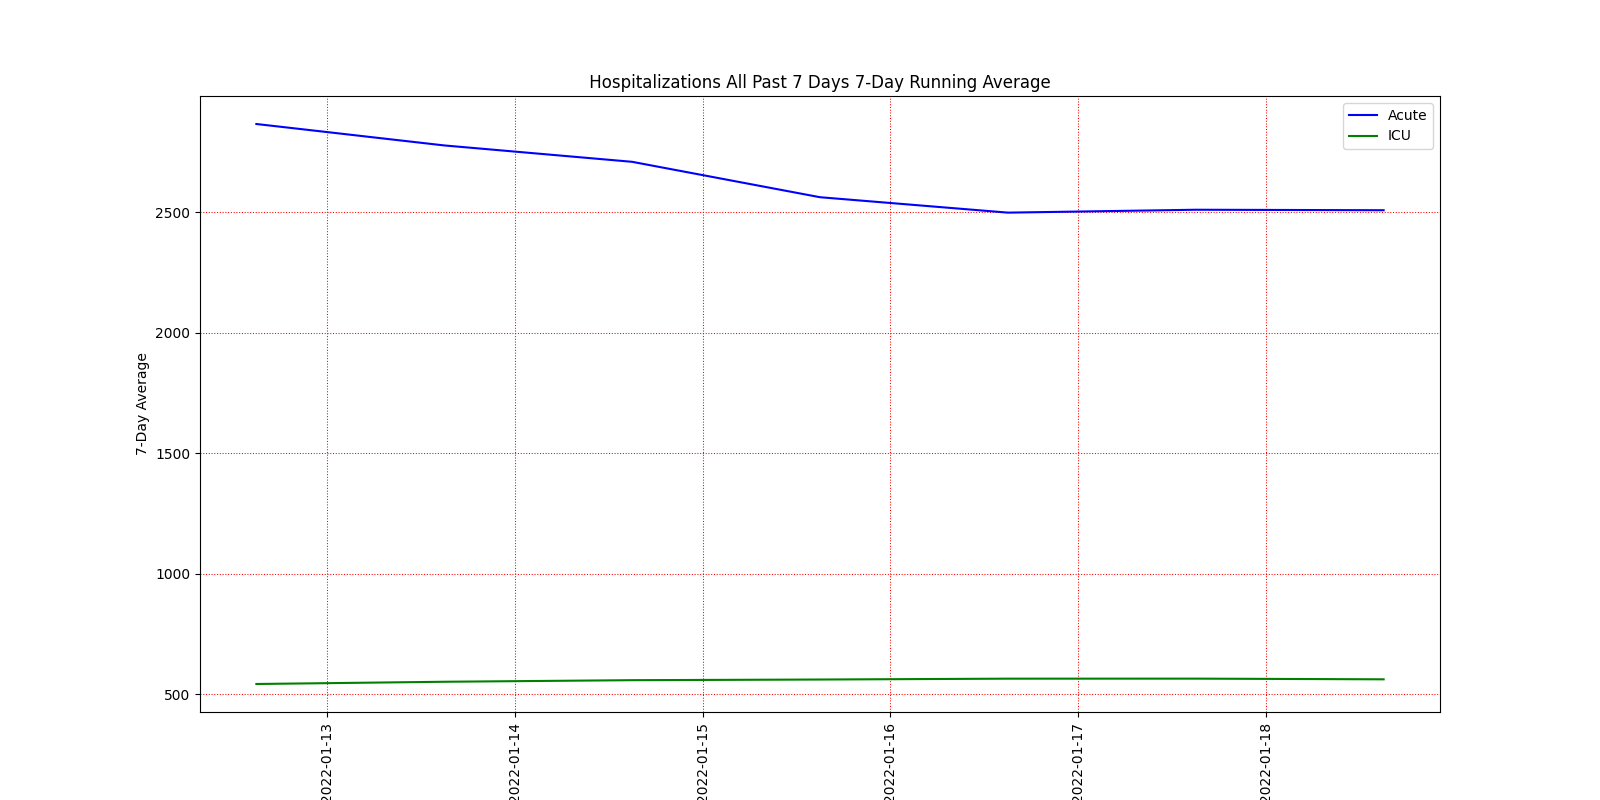 Hospitalizations All Past 7 Days 7-Day Running Average
Acute
ICU
7-Day Average
2500
2000
1500
1000
500
2022-01-13
2022-01-14
2022-01-15
2022-01-16
2022-01-17
2022-01-18